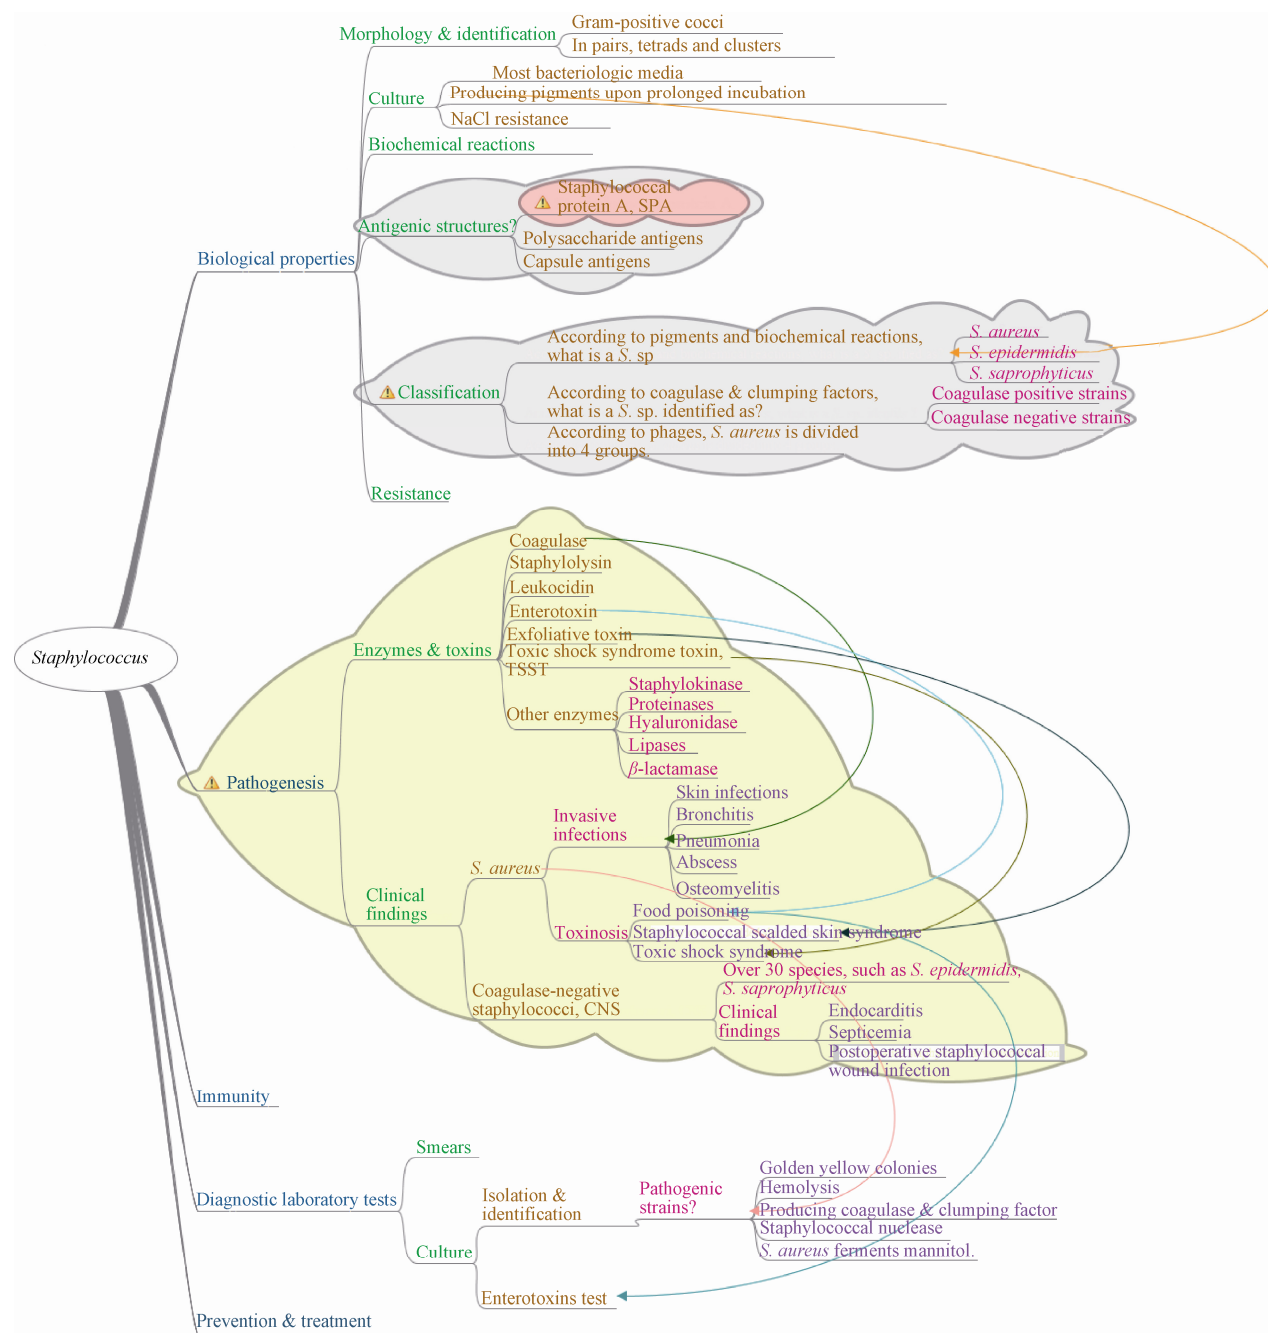 Morphology & identification
Gram-positive cocci
In pairs, tetrads and clusters
Culture
Most bacteriologic media
Producing pigments upon prolonged incubation
NaCl resistance
Biochemical reactions
Antigenic structures?
Staphylococcal
protein A, SPA
Polysaccharide antigens
Capsule antigens
Biological properties
Classification
According to pigments and biochemical reactions,
what is a S. sp
S. aureus
S. epidermidis
S. saprophyticus
According to coagulase & clumping factors,
what is a S. sp. identified as?
Coagulase positive strains
Coagulase negative strains
According to phages, S. aureus is divided
into 4 groups.
Resistance
Staphylococcus
Pathogenesis
Enzymes & toxins
Coagulase
Staphylolysin
Leukocidin
Enterotoxin
Exfoliative toxin
Toxic shock syndrome toxin,
TSST
Other enzymes
Staphylokinase
Proteinases
Hyaluronidase
Lipases
β-lactamase
Clinical
findings
S. aureus
Invasive
infections
Skin infections
Bronchitis
Pneumonia
Abscess
Osteomyelitis
Toxinosis
Food poisoning
Staphylococcal scalded skin syndrome
Toxic shock syndrome
Coagulase-negative
staphylococci, CNS
Over 30 species, such as S. epidermidis,
S. saprophyticus
Clinical
findings
Endocarditis
Septicemia
Postoperative staphylococcal
wound infection
Immunity
Diagnostic laboratory tests
Smears
Culture
Isolation &
identification
Pathogenic
strains?
Golden yellow colonies
Hemolysis
Producing coagulase & clumping factor
Staphylococcal nuclease
S. aureus ferments mannitol.
Enterotoxins test
Prevention & treatment